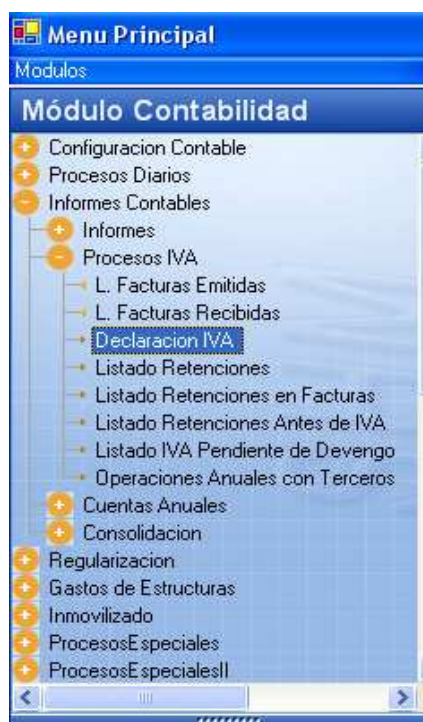 Menu Principal
Modulos
Módulo Contabilidad
Configuracion Contable
Procesos Diarios
Informes Contables
Informes
Procesos IVA
L. Facturas Emitidas
L. Facturas Recibidas
Declaracion IVA
Listado Retenciones
Listado Retenciones en Facturas
Listado Retenciones Antes de IVA
Listado IVA Pendiente de Devengo
Operaciones Anuales con Terceros
Cuentas Anuales
Consolidacion
Regularizacion
Gastos de Estructuras
Inmovilizado
ProcesosEspeciales
ProcesosEspecialesII